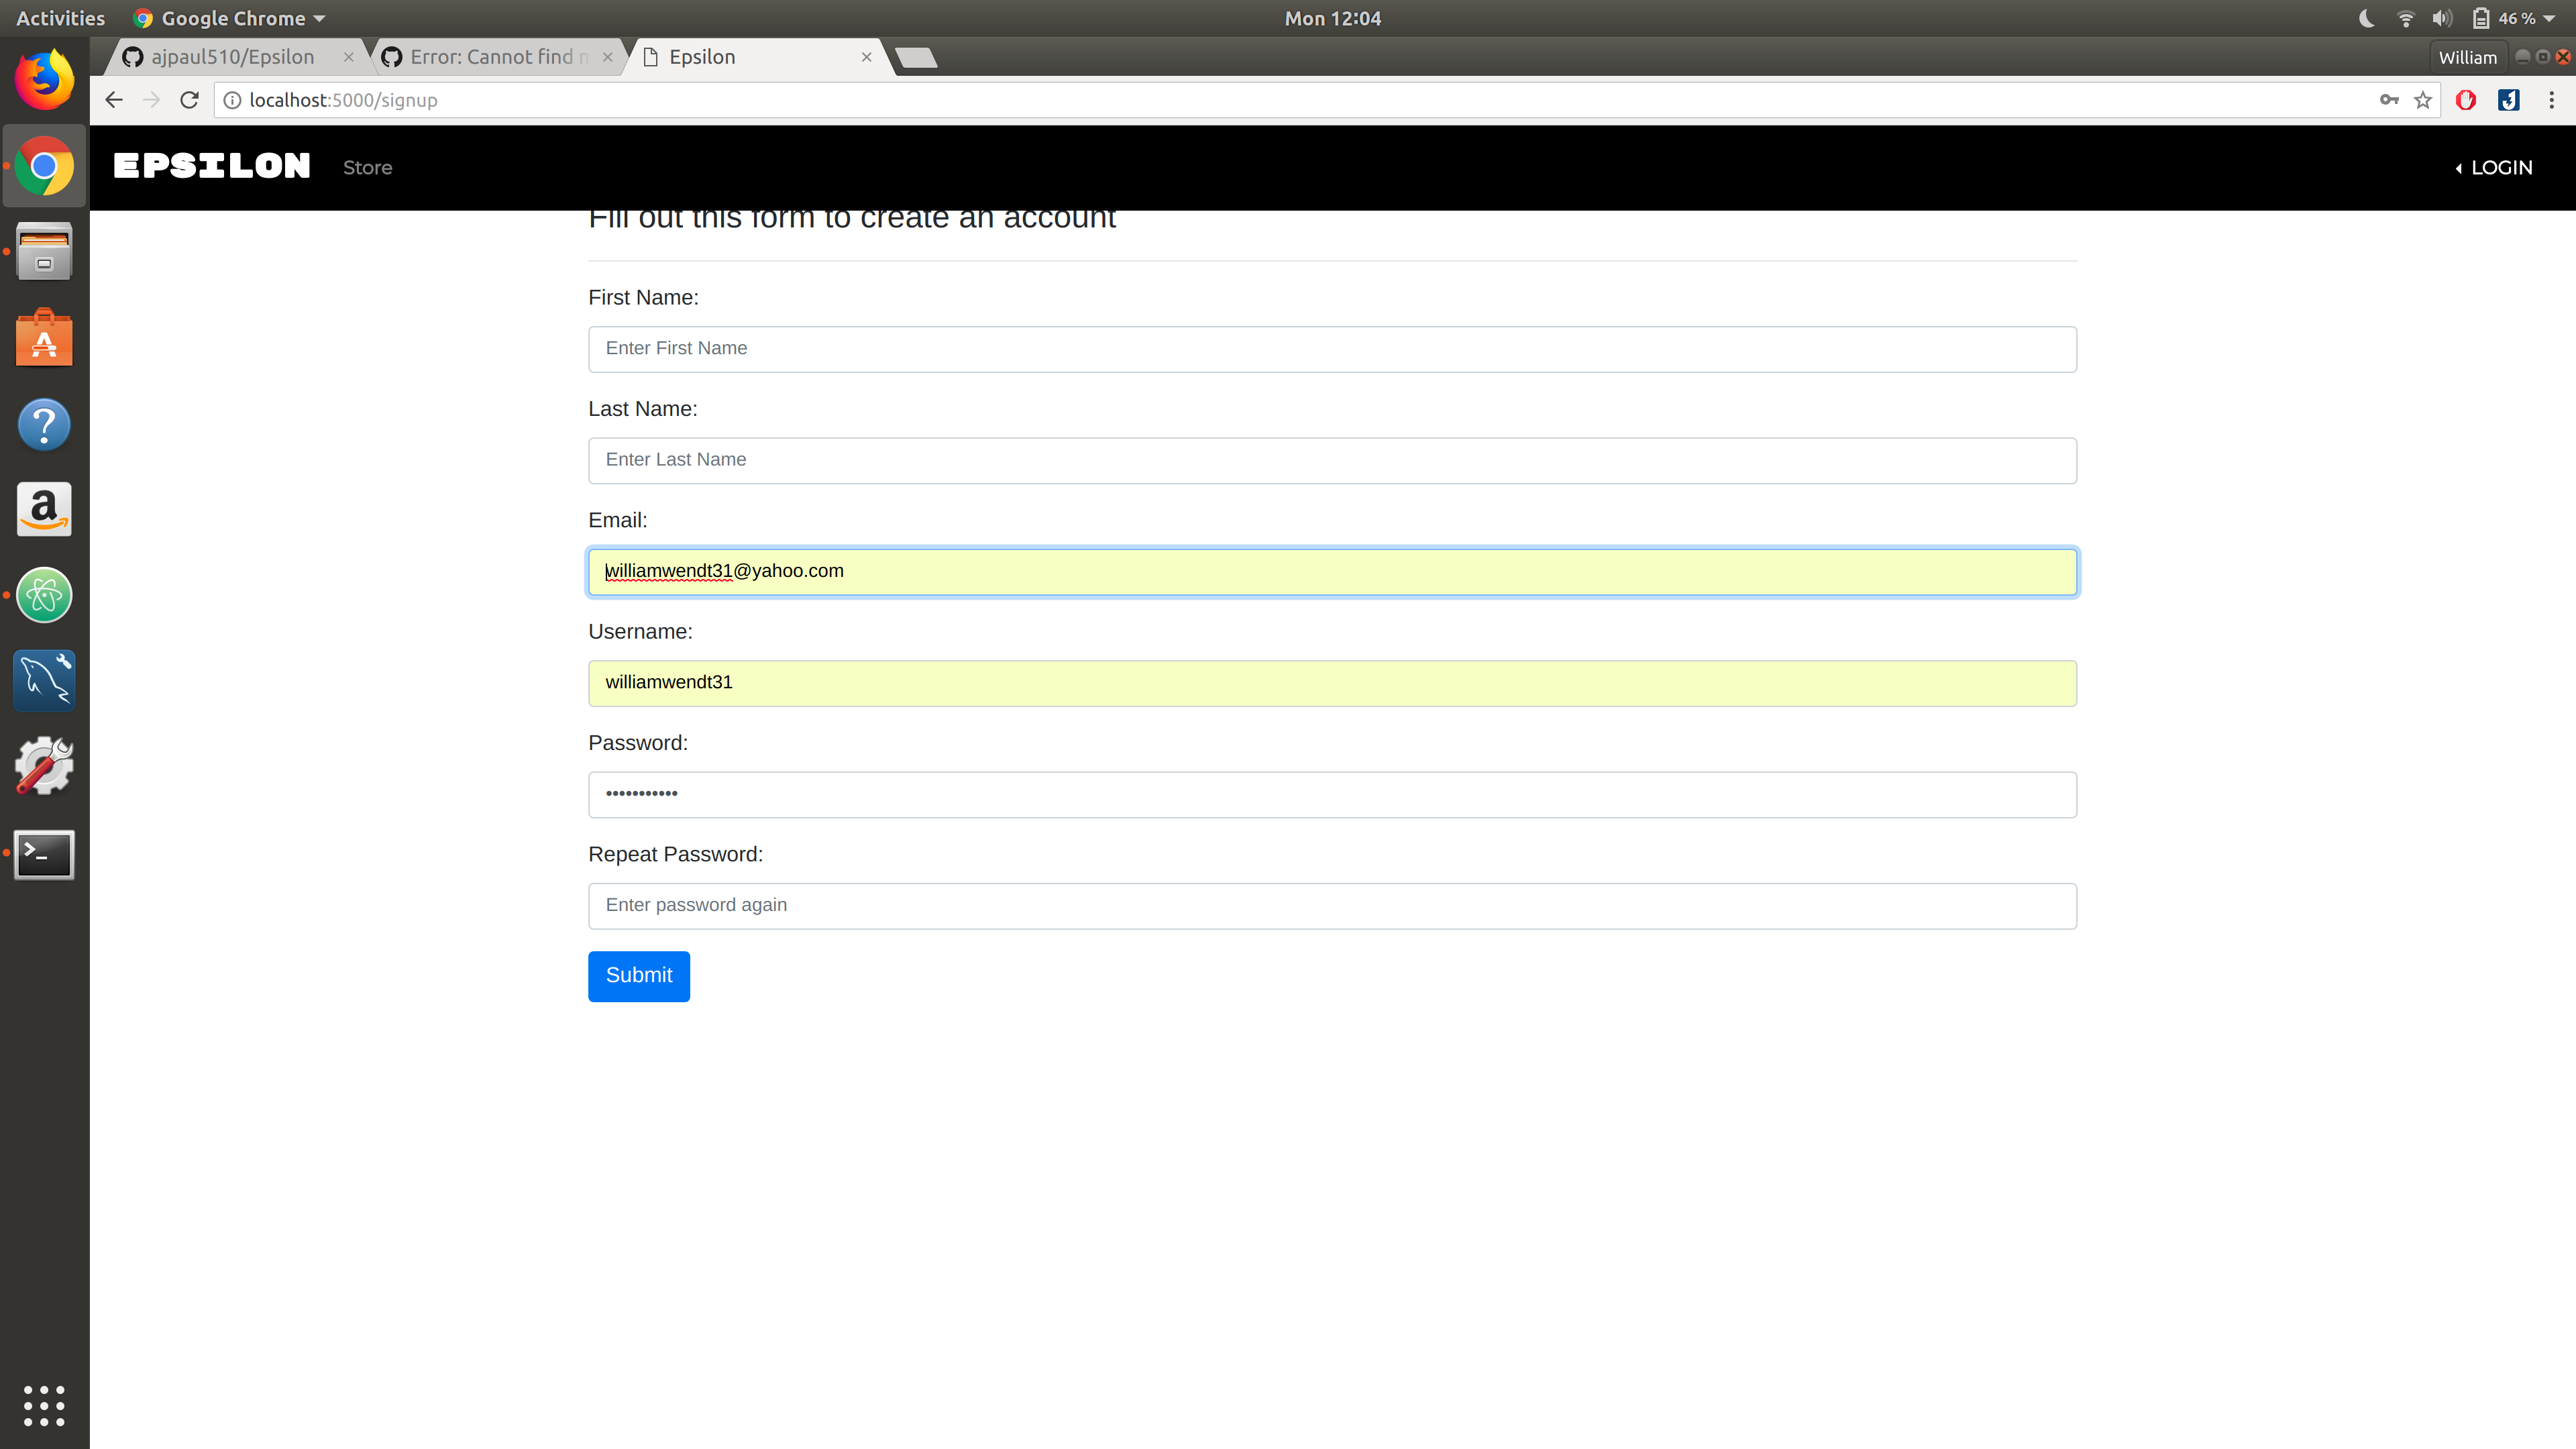 Activities Google Chrome Mon 12:04 46 %
ajpaul510/Epsilon Error: Cannot find Epsilon William
localhost:5000/signup
EPSILON Store LOGIN
Fill out this form to create an account
First Name:
Enter First Name
Last Name:
Enter Last Name
Email:
williamwendt31@yahoo.com
Username:
williamwendt31
Password:
•••••••••••
Repeat Password:
Enter password again
Submit